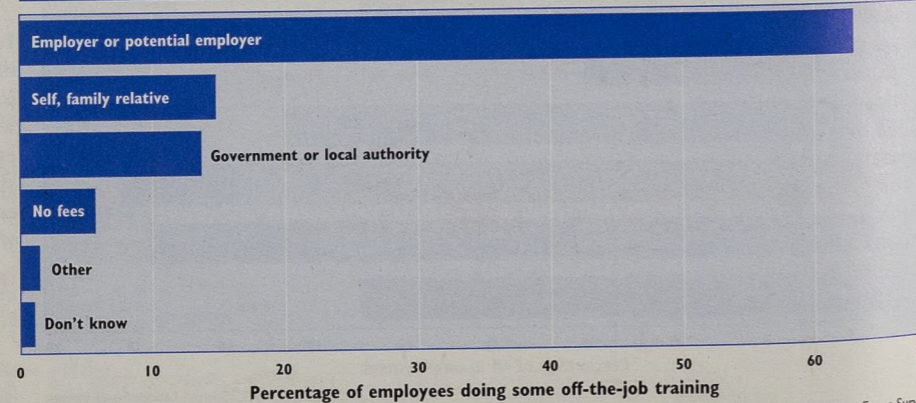 Employer or potential employer
Self, family relative
Government or local authority
No fees
Other
Don't know
0 10 20 30 40 50 60
Percentage of employees doing some off-the-job training